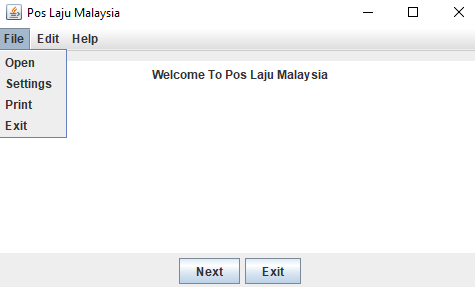 Pos Laju Malaysia
File Edit Help
Open
Settings
Print
Exit
Welcome To Pos Laju Malaysia
Next Exit